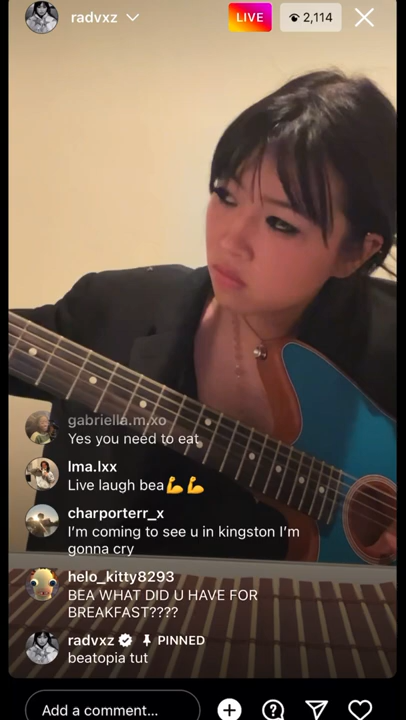 radvxz
LIVE
2,114
gabriella.m.xo
Yes you need to eat
lma.lxx
Live laugh bea💪💪
charporterr_x
I'm coming to see u in kingston I'm
gonna cry
helo_kitty8293
BEA WHAT DID U HAVE FOR
BREAKFAST????
radvxz PINNED
beatopia tut
Add a comment...